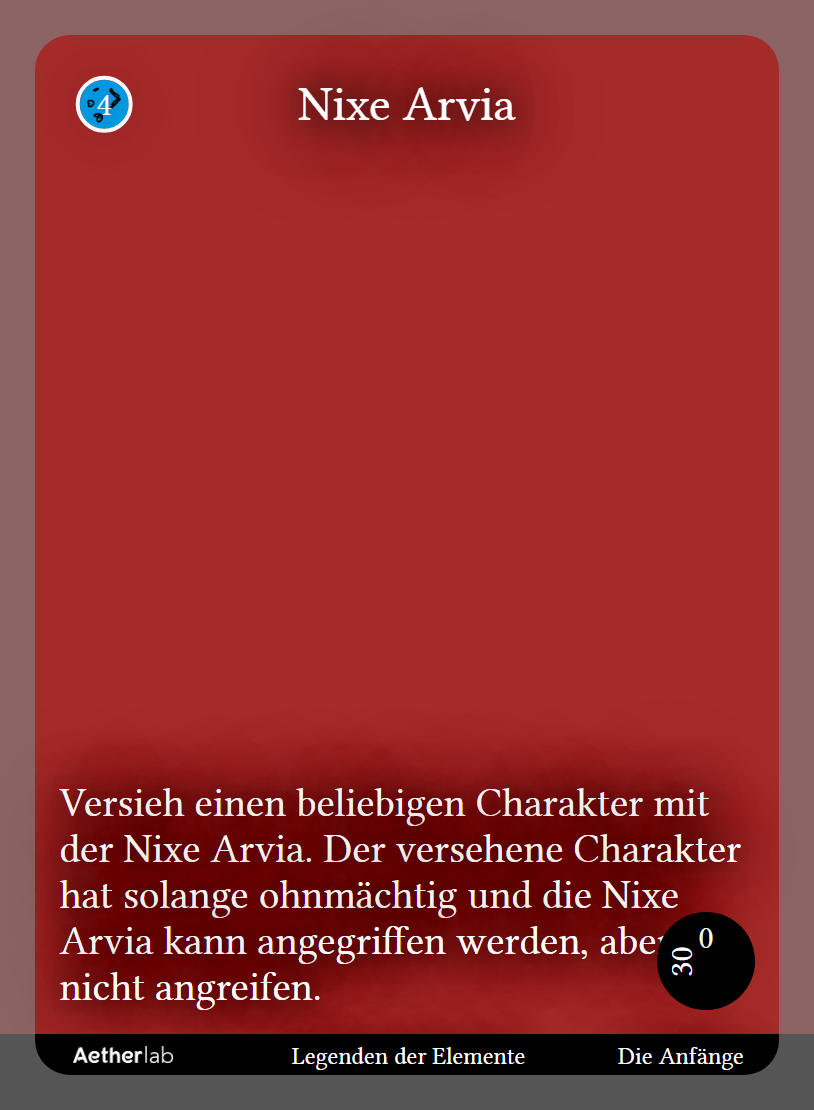 4
Nixe Arvia
Versieh einen beliebigen Charakter mit
der Nixe Arvia. Der versehene Charakter
hat solange ohnmächtig und die Nixe
Arvia kann angegriffen werden, aber
nicht angreifen.
0
30
Aetherlab
Legenden der Elemente
Die Anfänge